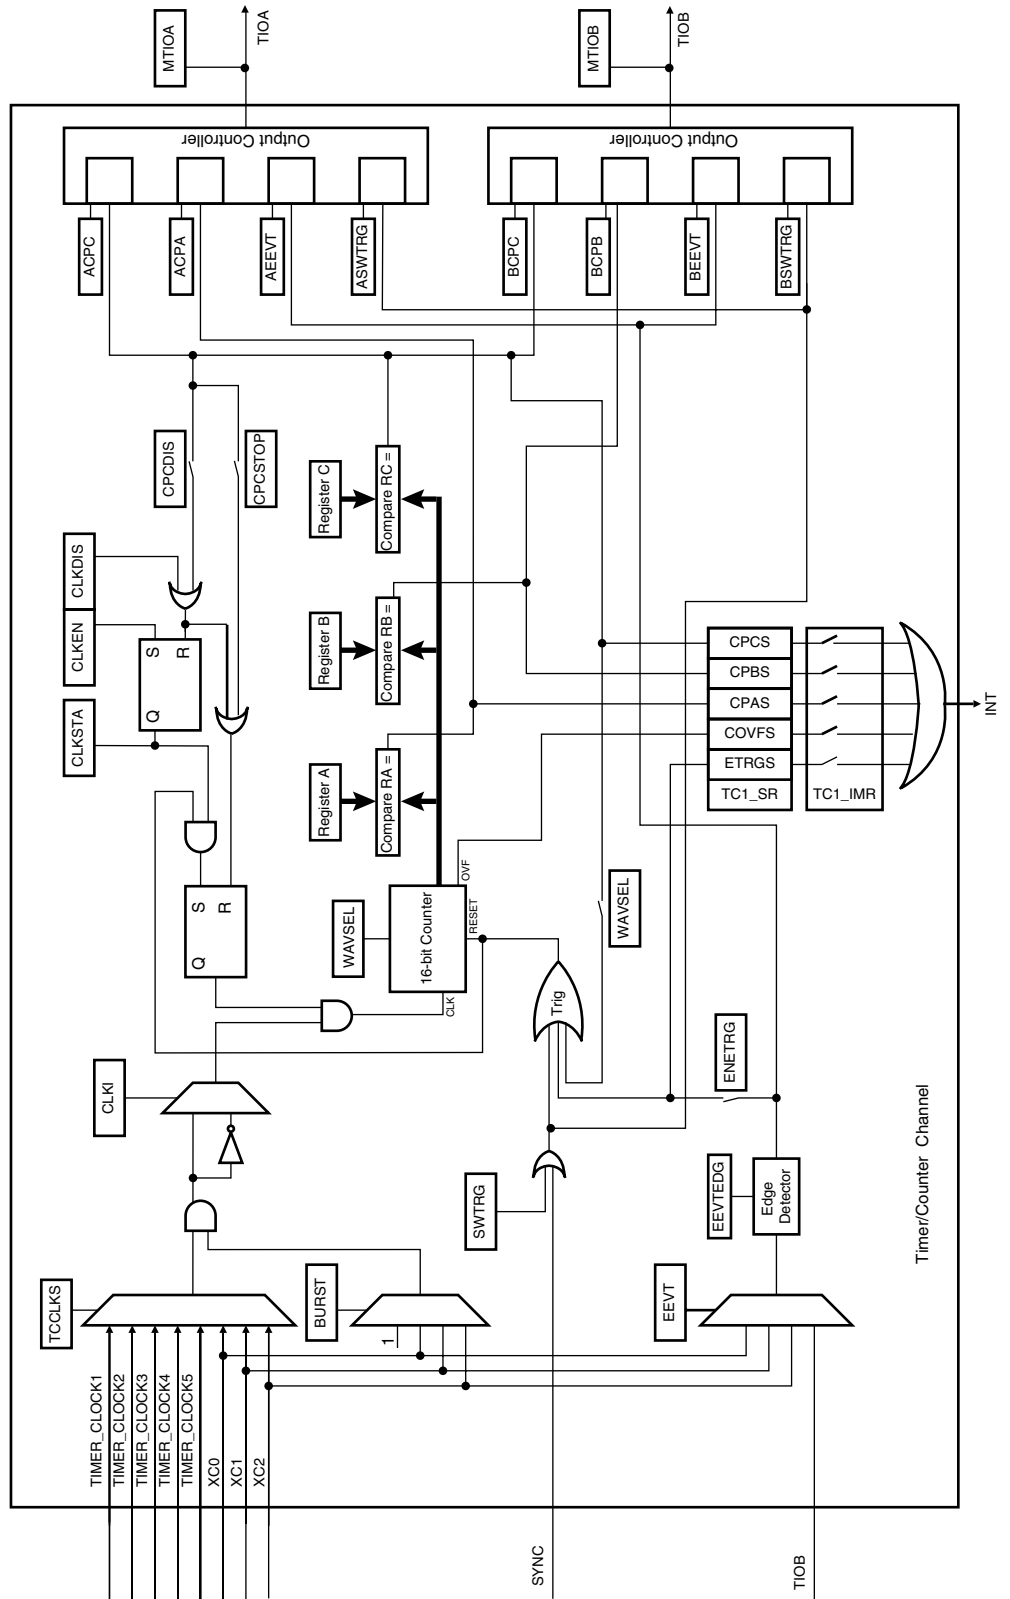 MTIOA
TIOA
MTIOB
TIOB
Output Controller
Output Controller
ACPC
ACPA
AEEVT
ASWTRG
BCPC
BCPB
BEEVT
BSWTRG
CPCDIS
CPCSTOP
CLKDIS
CLKEN
CLKSTA
S
R
Q
Register C
Compare RC =
Register B
Compare RB =
Register A
Compare RA =
S
R
Q
WAVSEL
16-bit Counter
OVF
RESET
CLK
CPCS
CPBS
CPAS
COVFS
ETRGS
TC1_SR
TC1_IMR
INT
WAVSEL
Trig
CLKI
ENETRG
SWTRG
EEVTEDG
Edge
Detector
Timer/Counter Channel
TCCLKS
BURST
1
EEVT
TIMER_CLOCK1
TIMER_CLOCK2
TIMER_CLOCK3
TIMER_CLOCK4
TIMER_CLOCK5
XC0
XC1
XC2
SYNC
TIOB